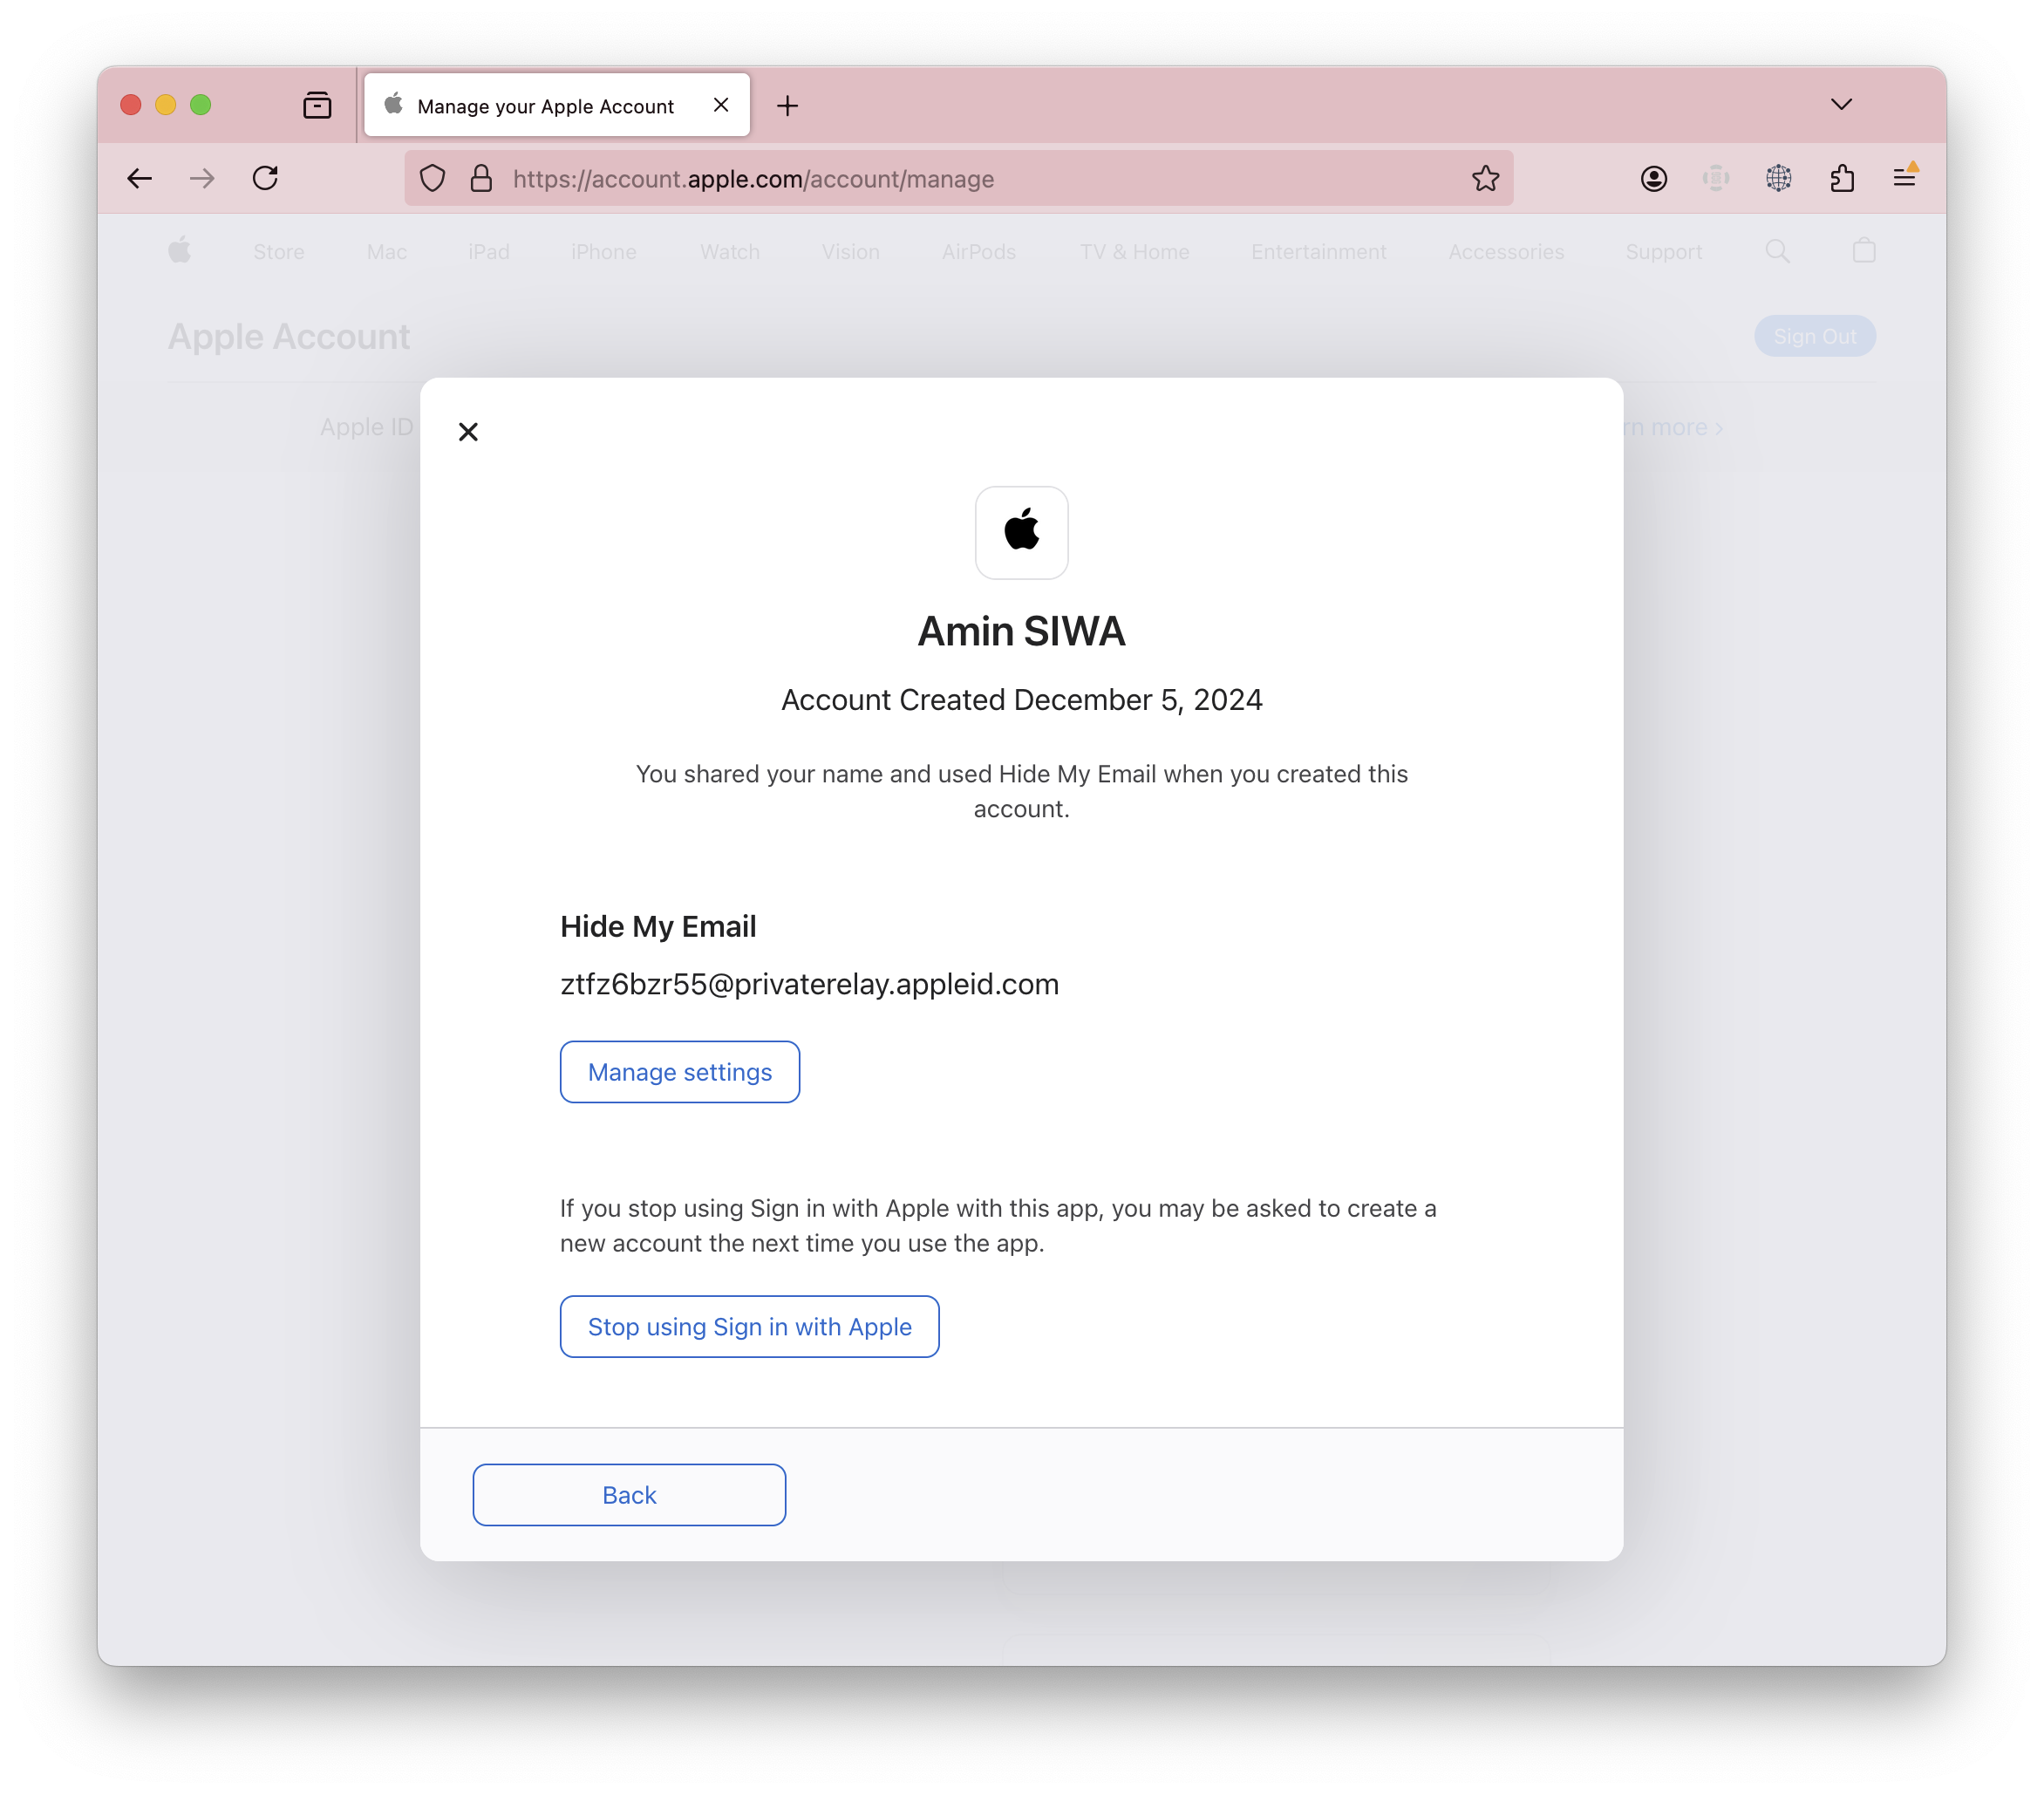 Manage your Apple Account
https://account.apple.com/account/manage
Store Mac iPad iPhone Watch Vision AirPods TV & Home Entertainment Accessories Support
Apple Account
Sign Out
Apple ID
more ›
Amin SIWA
Account Created December 5, 2024
You shared your name and used Hide My Email when you created this
account.
Hide My Email
ztfz6bzr55@privaterelay.appleid.com
Manage settings
If you stop using Sign in with Apple with this app, you may be asked to create a
new account the next time you use the app.
Stop using Sign in with Apple
Back